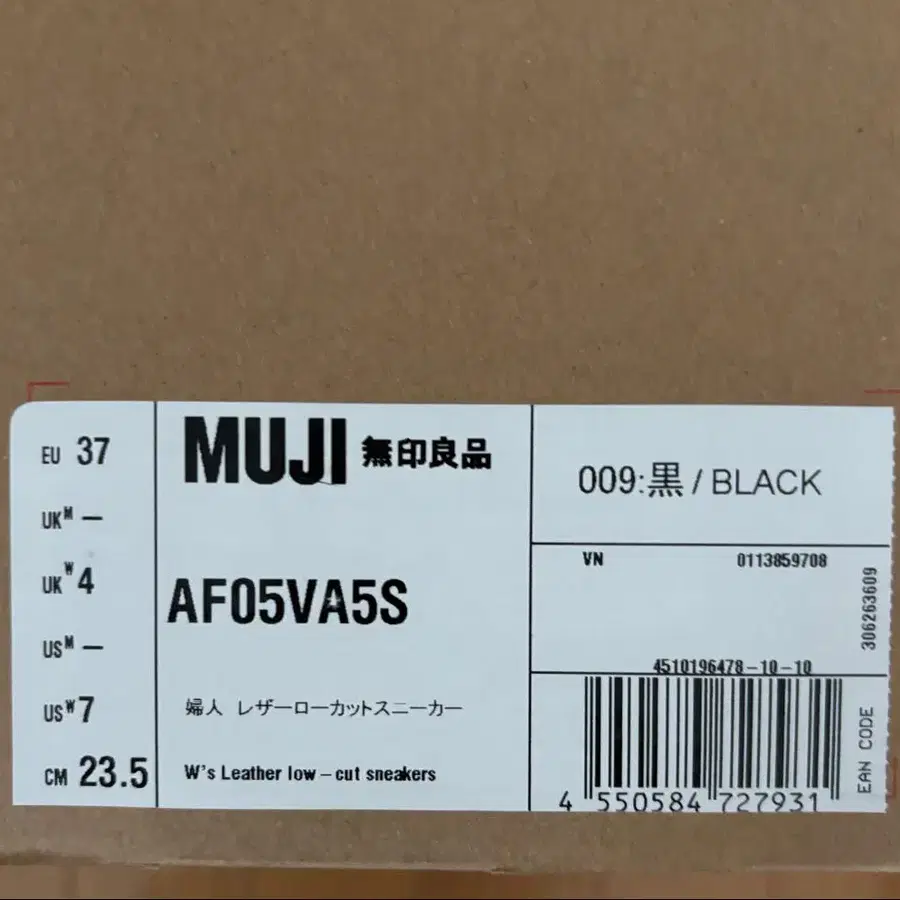 EU 37
UKM —
UKW 4
USM —
USW 7
CM 23.5
MUJI 無印良品
AF05VA5S
婦人 レザーローカットスニーカー
W's Leather low-cut sneakers
009:黒 / BLACK
VN 0113859708
306263609
4510196478-10-10
EAN CODE
4 550584 727931